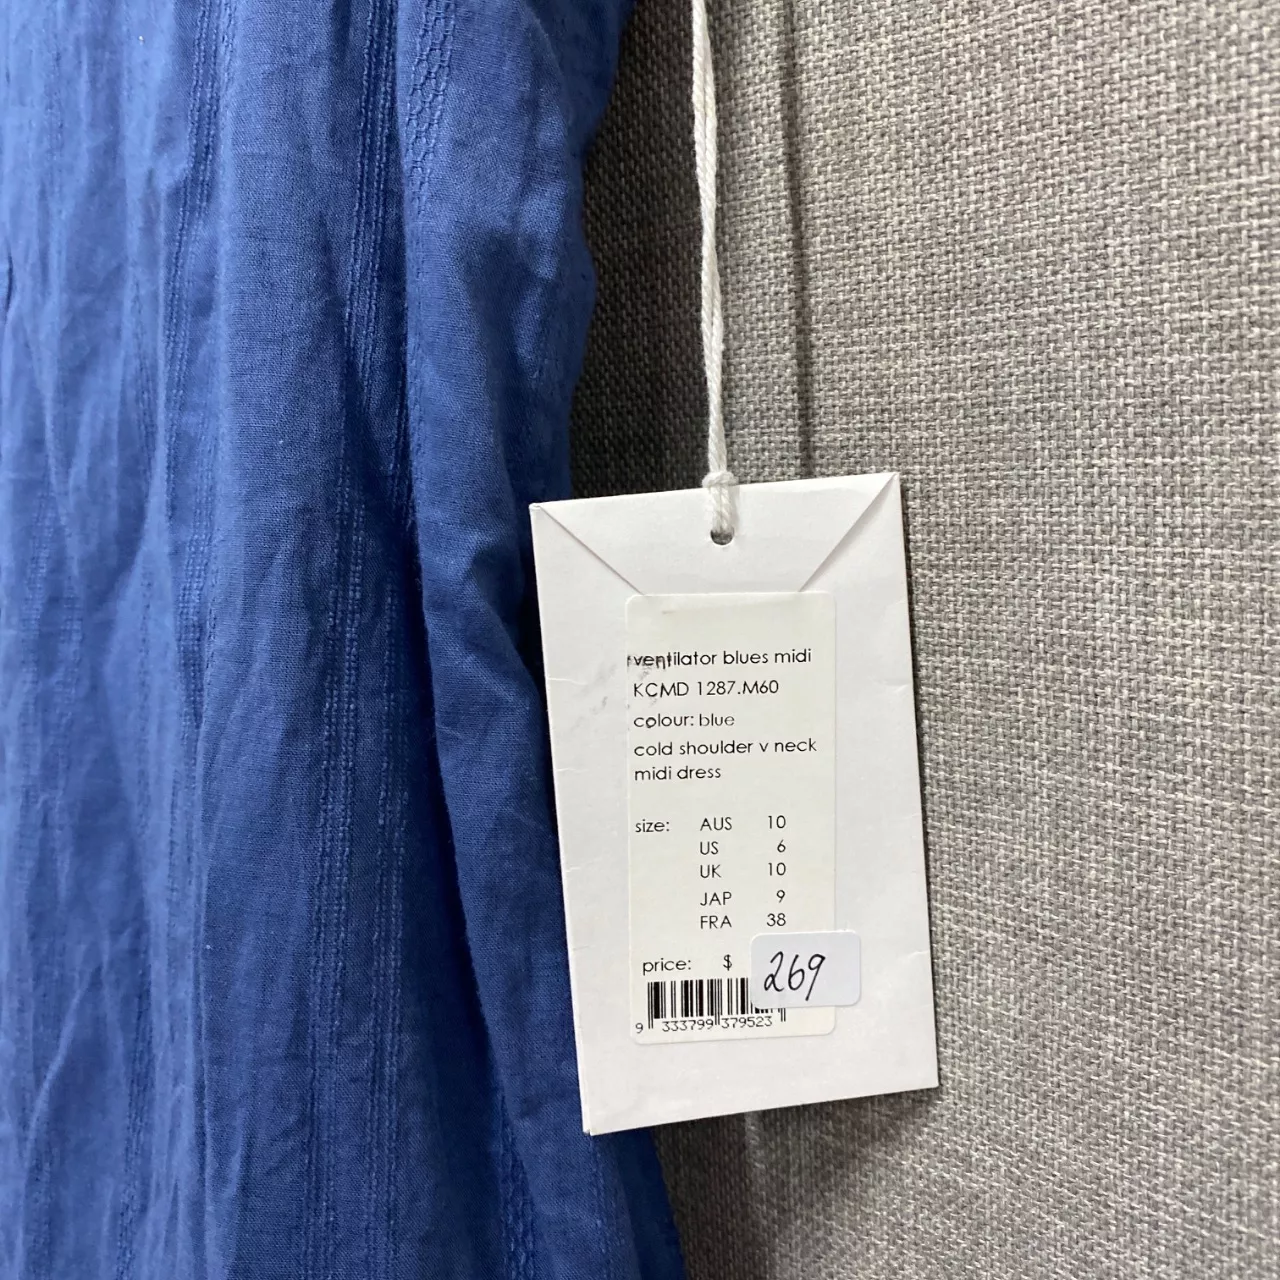 ventilator blues midi
KCMD 1287.M60
colour: blue
cold shoulder v neck
midi dress
size: AUS 10
US 6
UK 10
JAP 9
FRA 38
price: $ 269
9 333799 379523